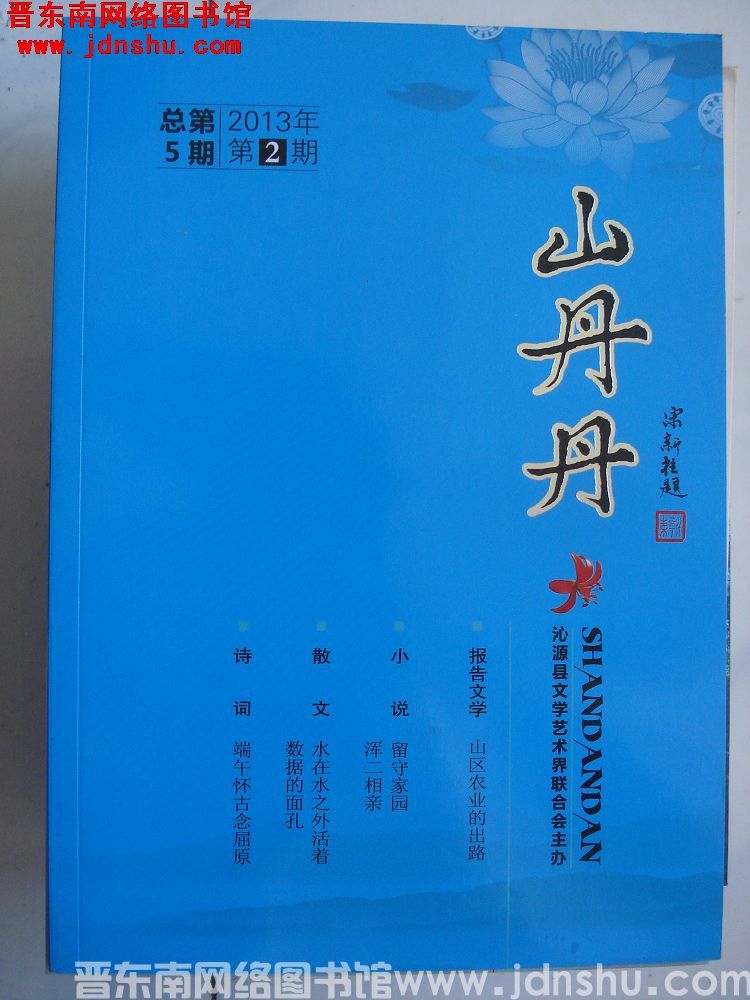 晋东南网络图书馆
www.jdnshu.com
总第
5期
2013年
第2期
山丹丹
宋新柱题
SHANDANDAN
沁源县文学艺术界联合会主办
报告文学 山区农业的出路
小说 留守家园
浑二相亲
散文 水在水之外活着
数据的面孔
诗词 端午怀古念屈原
晋东南网络图书馆www.jdnshu.com